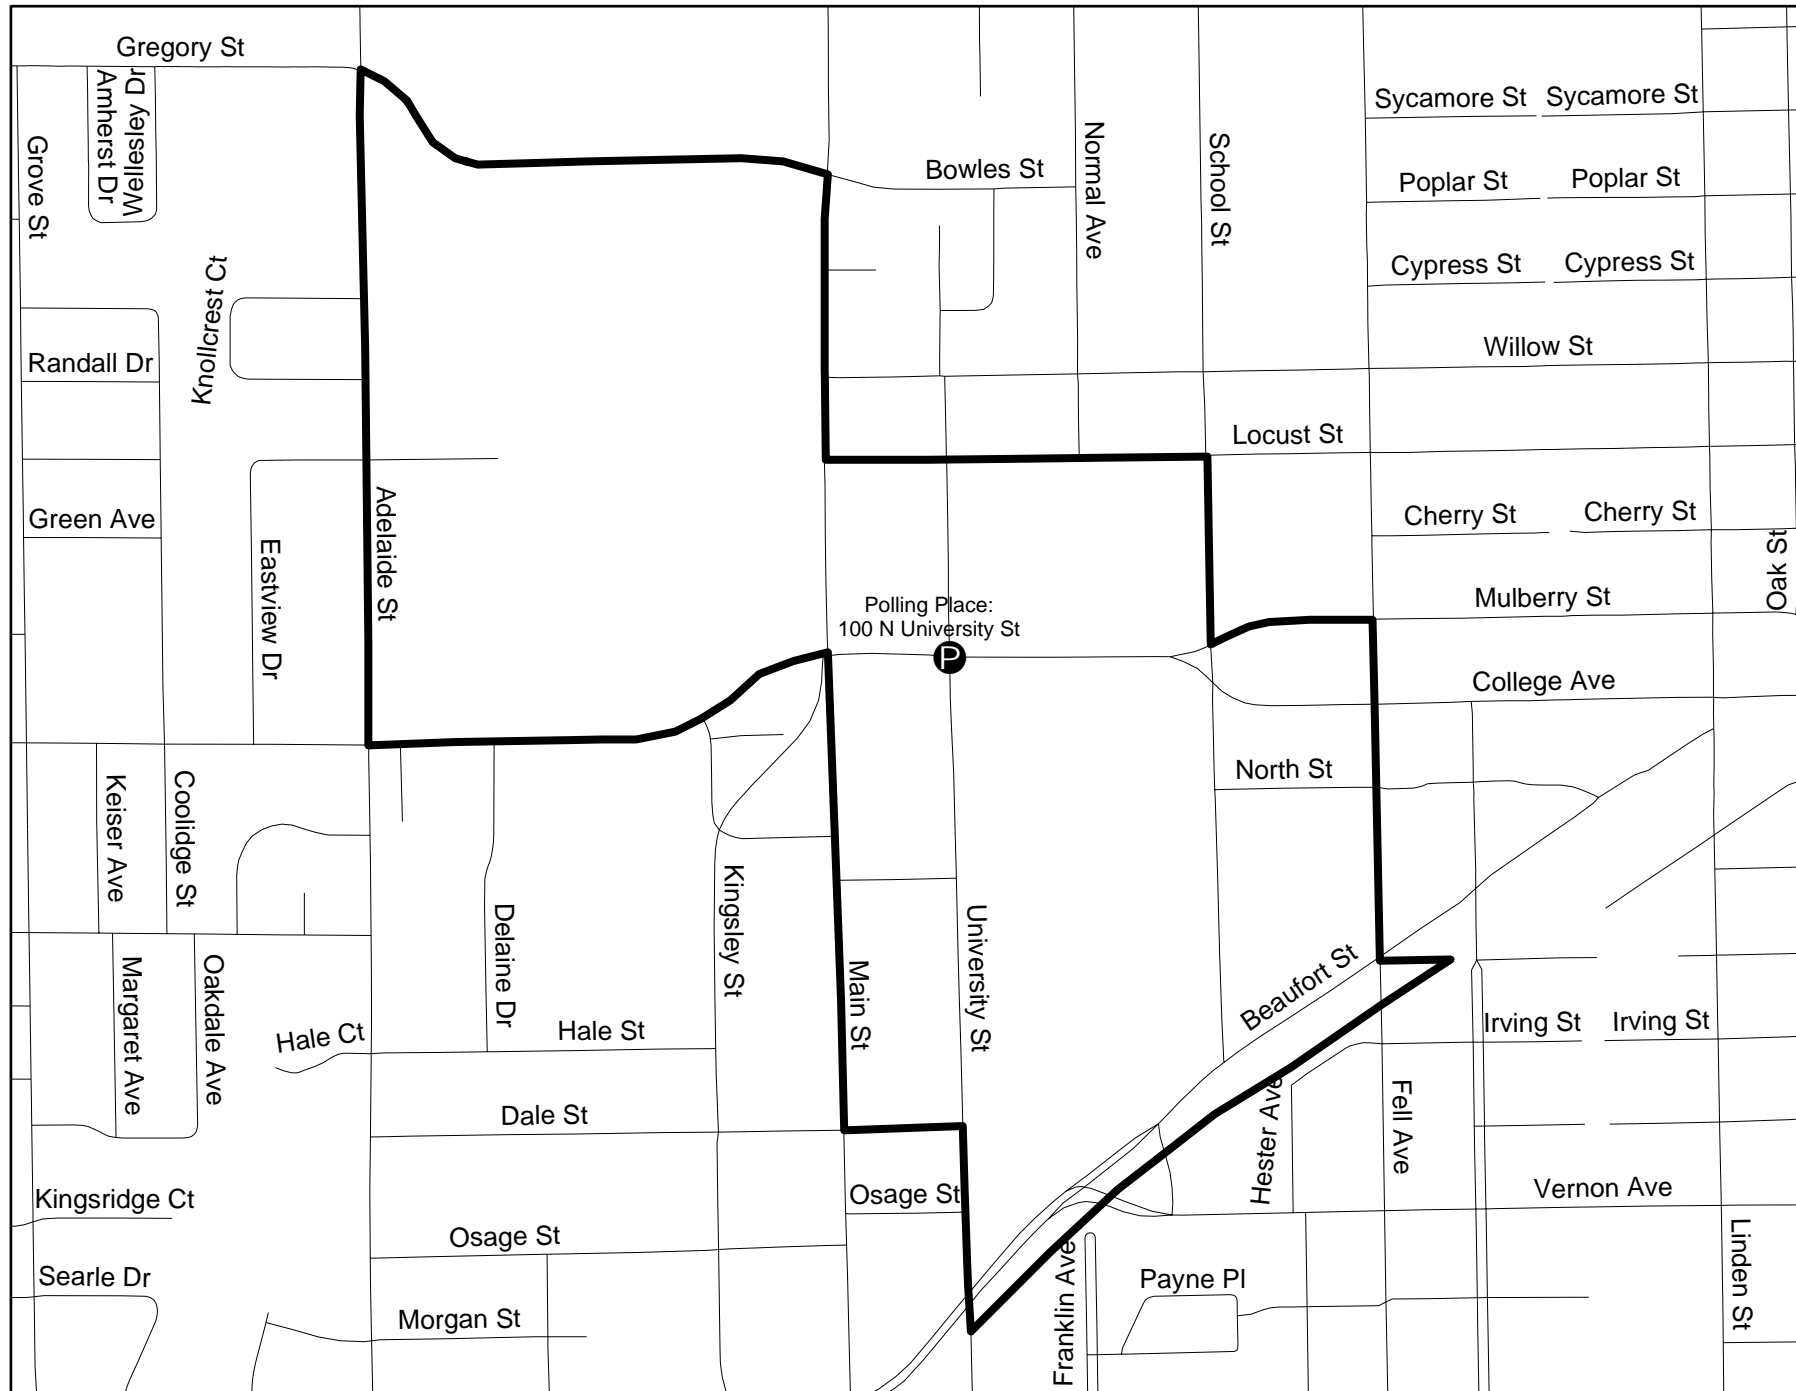 Gregory St
Wellesley Dr
Amherst Dr
Grove St
Sycamore St
Sycamore St
Normal Ave
School St
Bowles St
Poplar St
Poplar St
Knollcrest Ct
Cypress St
Cypress St
Randall Dr
Willow St
Locust St
Green Ave
Adelaide St
Eastview Dr
Cherry St
Cherry St
Oak St
Polling Place:
100 N University St
P
Mulberry St
College Ave
North St
Keiser Ave
Coolidge St
Kingsley St
Delaine Dr
University St
Margaret Ave
Oakdale Ave
Main St
Beaufort St
Hale Ct
Hale St
Irving St
Irving St
Dale St
Hester Ave
Fell Ave
Kingsridge Ct
Osage St
Vernon Ave
Osage St
Linden St
Searle Dr
Franklin Ave
Payne Pl
Morgan St